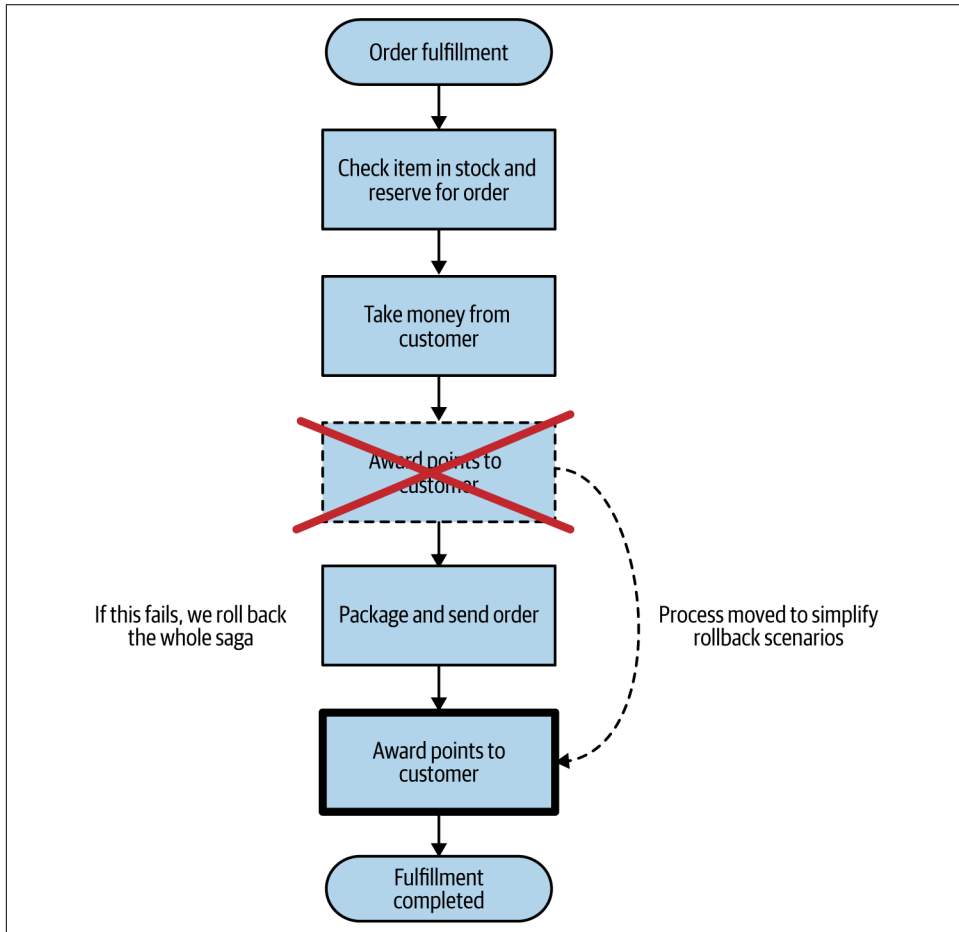 Order fulfillment
Check item in stock and
reserve for order
Take money from
customer
Award points to
customer
If this fails, we roll back
the whole saga
Package and send order
Process moved to simplify
rollback scenarios
Award points to
customer
Fulfillment
completed